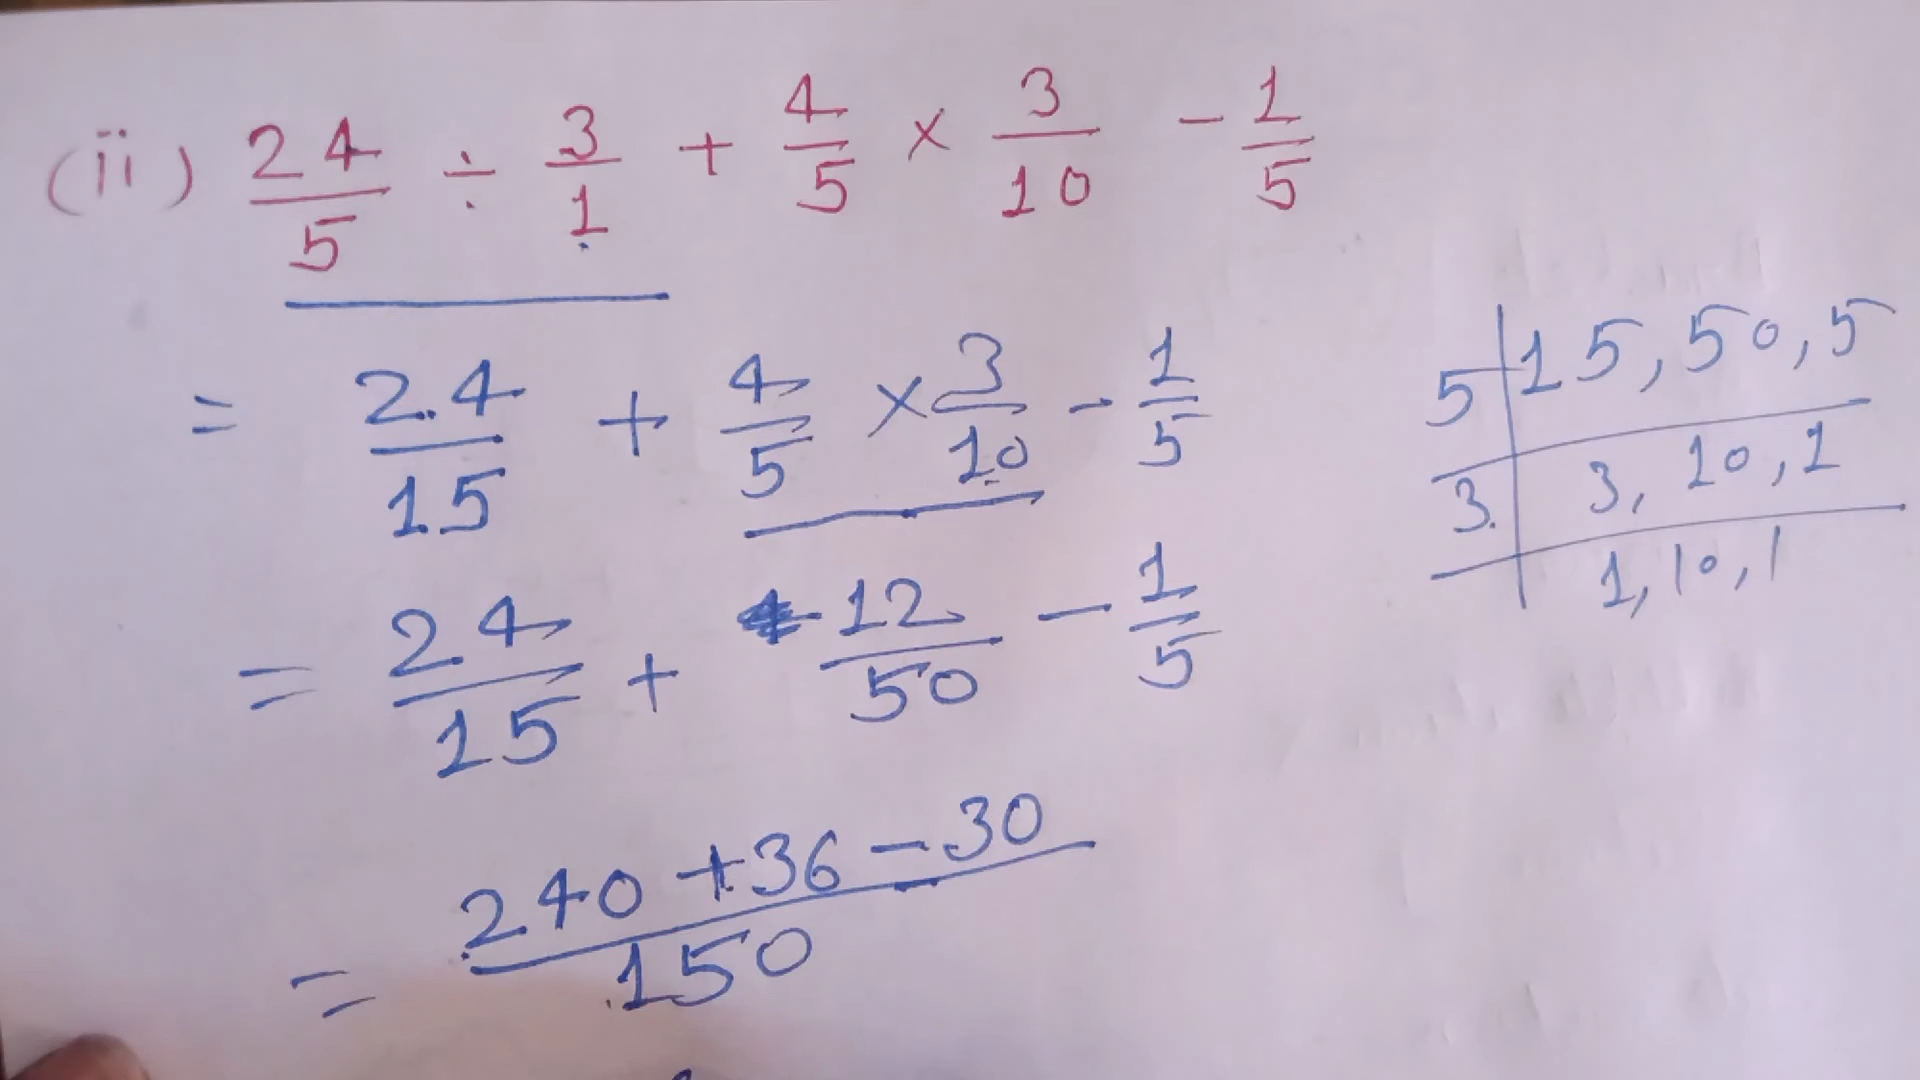 (ii) 24/5 ÷ 3/1 + 4/5 × 3/10 - 1/5
= 24/15 + 4/5 × 3/10 - 1/5
= 24/15 + 12/50 - 1/5
= 240 + 36 - 30 / 150
5 | 15, 50, 5
3 | 3, 10, 1
1, 10, 1